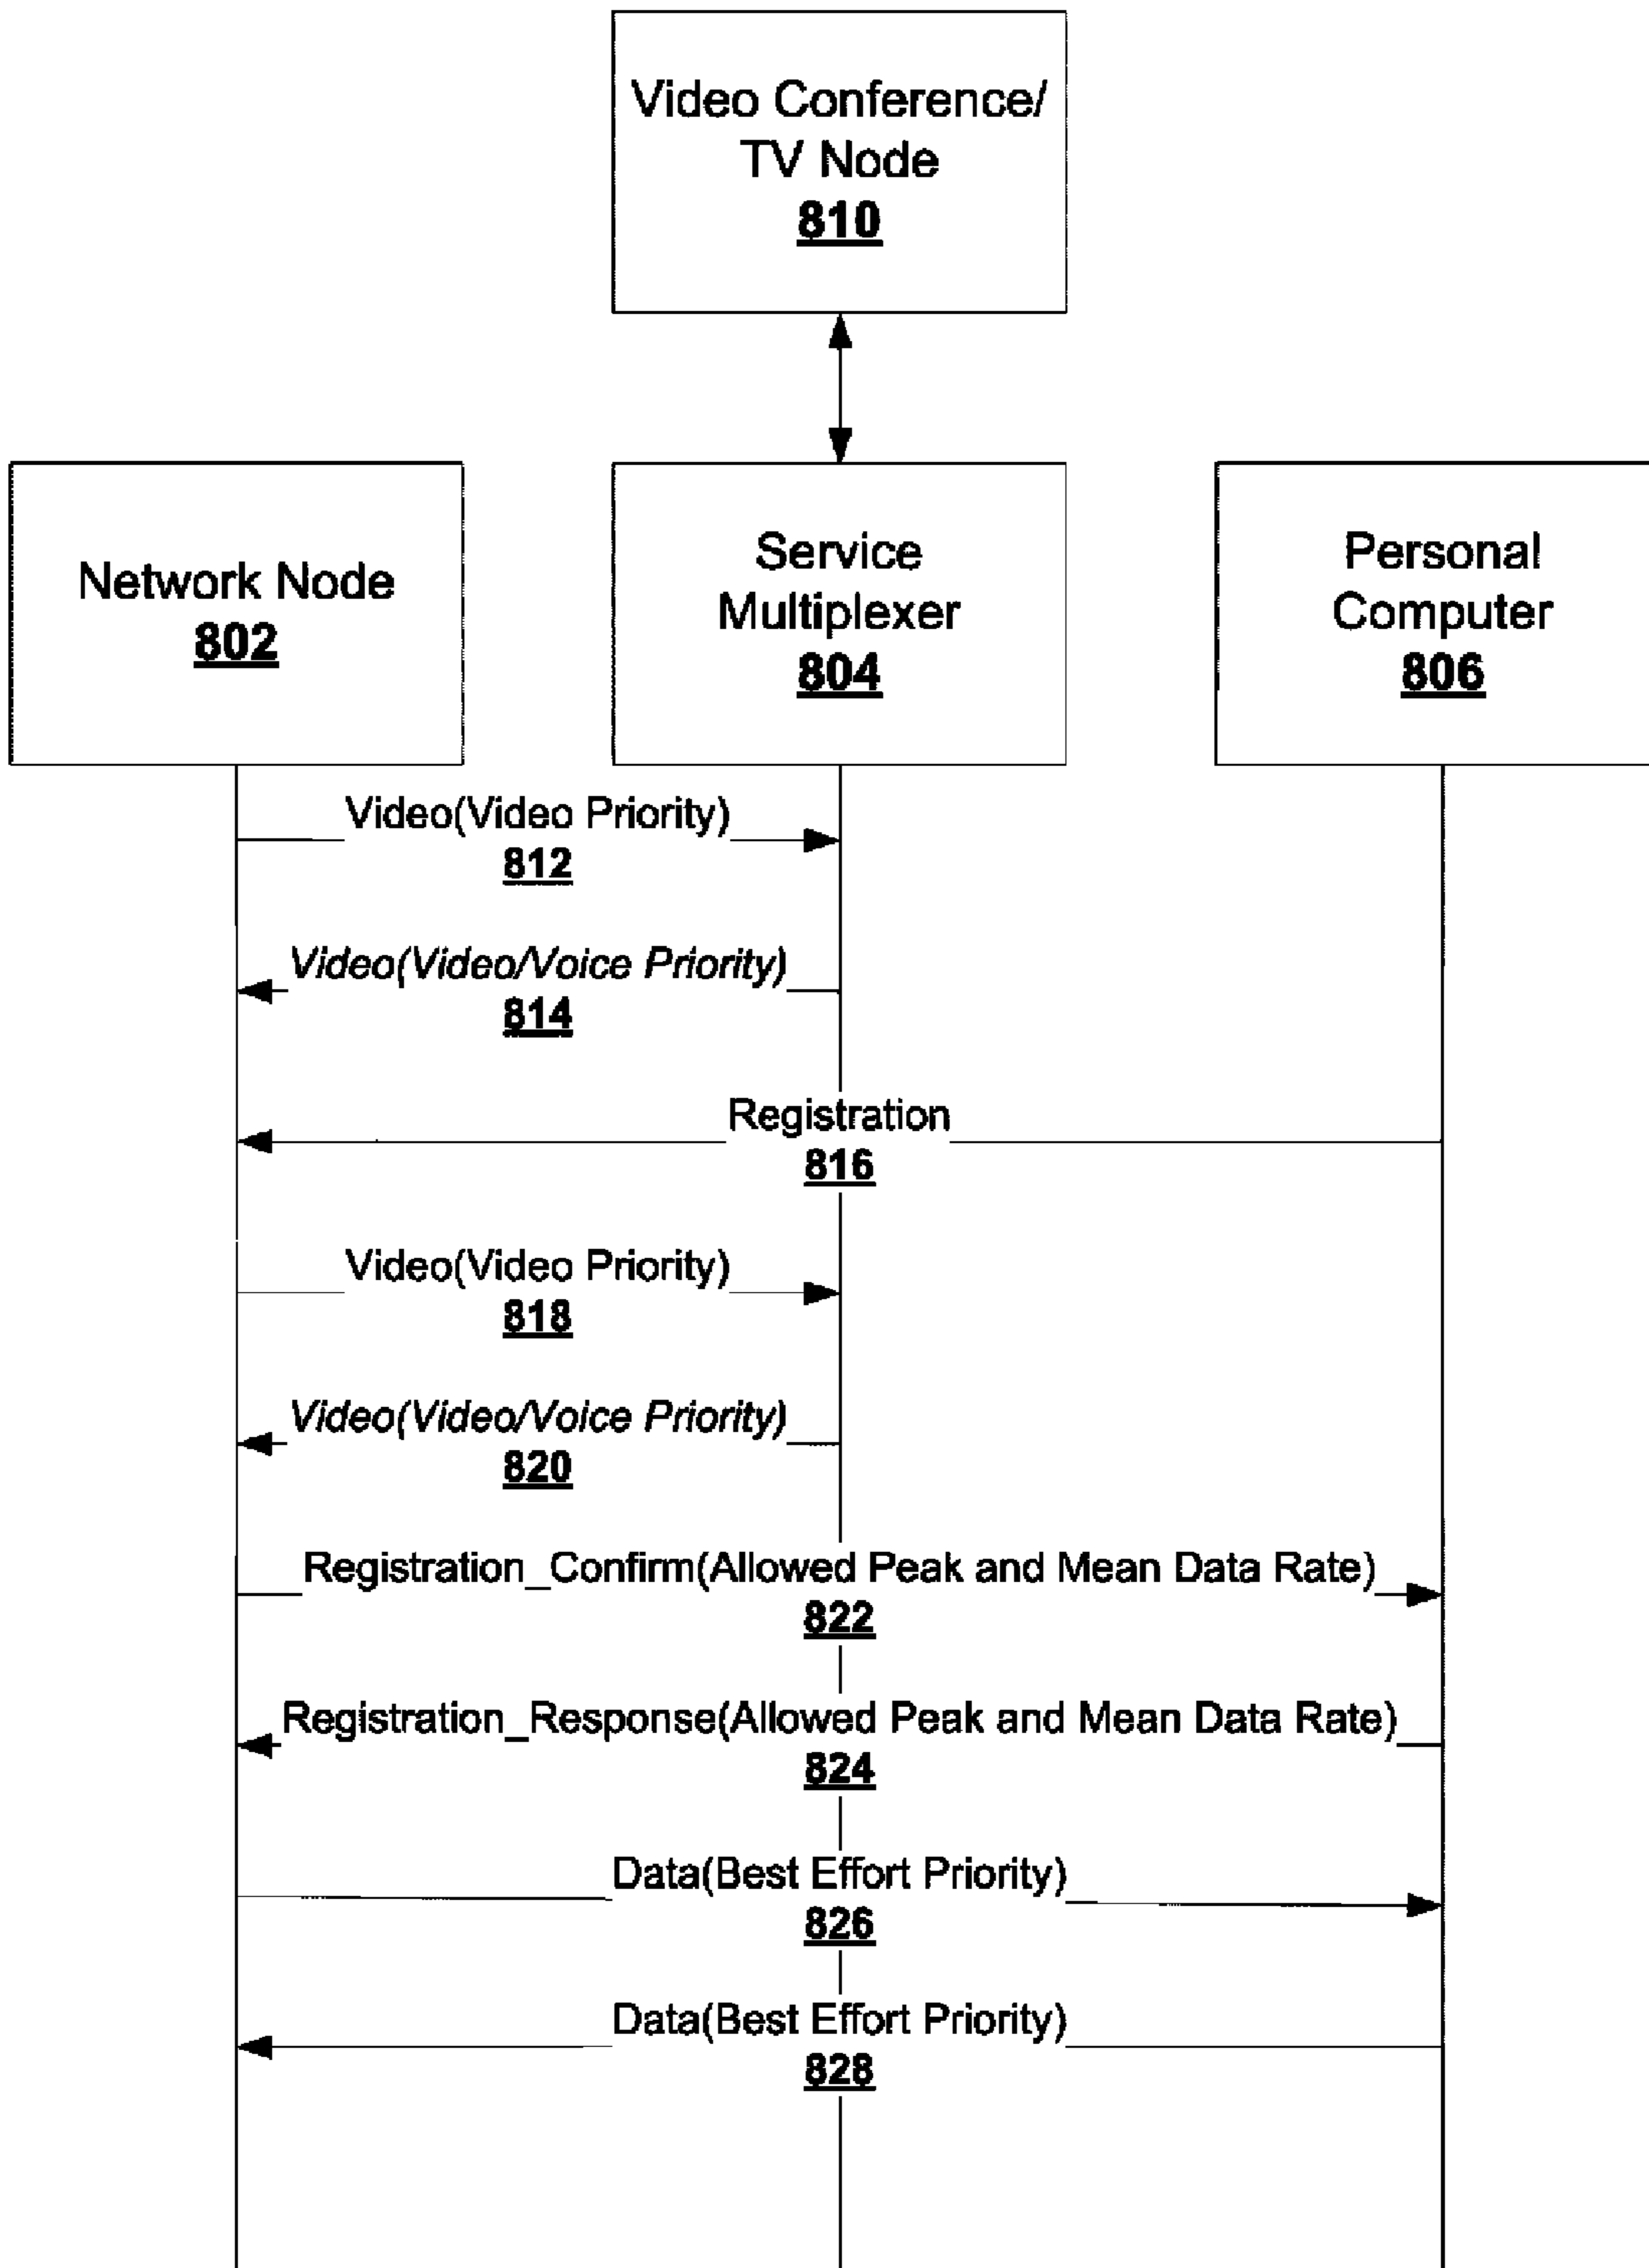 Video Conference/
TV Node
810
Network Node
802
Service
Multiplexer
804
Personal
Computer
806
Video(Video Priority)
812
Video(Video/Voice Priority)
814
Registration
816
Video(Video Priority)
818
Video(Video/Voice Priority)
820
Registration_Confirm(Allowed Peak and Mean Data Rate)
822
Registration_Response(Allowed Peak and Mean Data Rate)
824
Data(Best Effort Priority)
826
Data(Best Effort Priority)
828